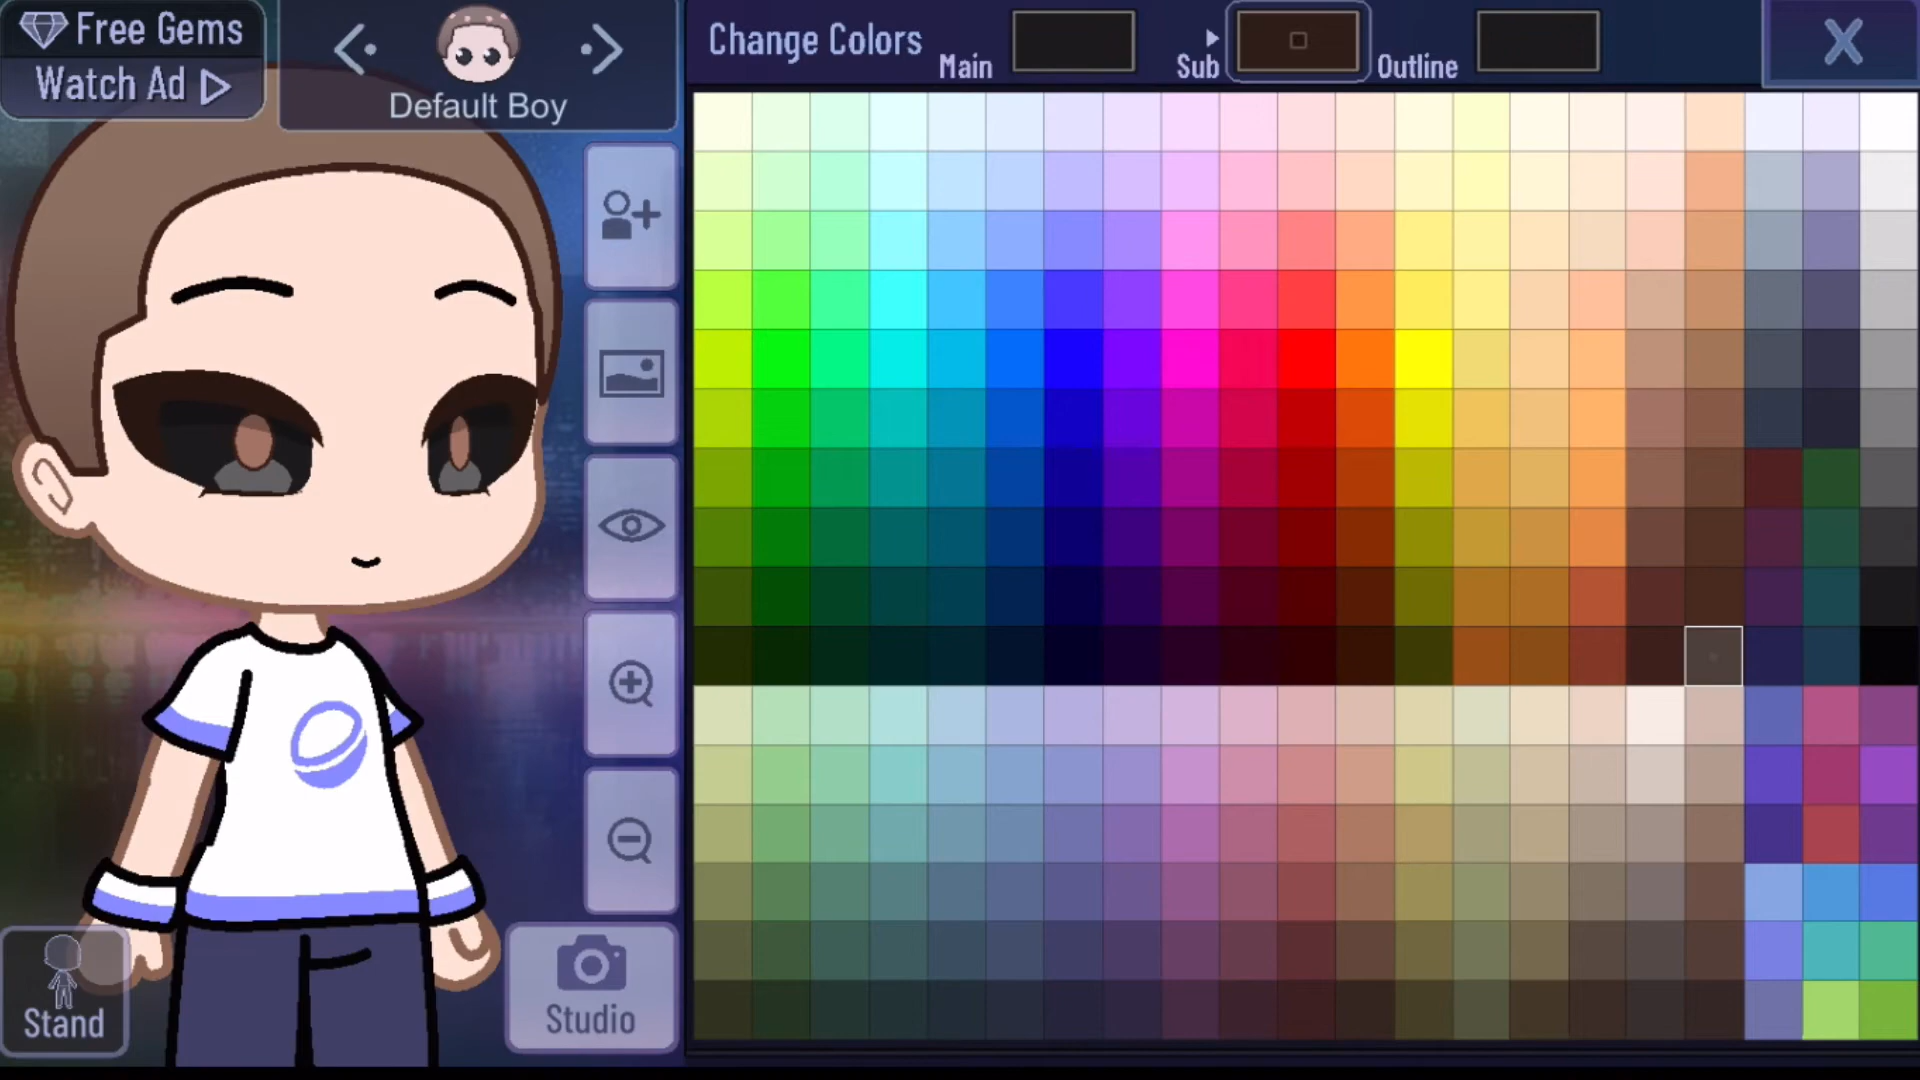 Free Gems
Watch Ad
Default Boy
Change Colors
Main
Sub
Outline
X
Stand
Studio